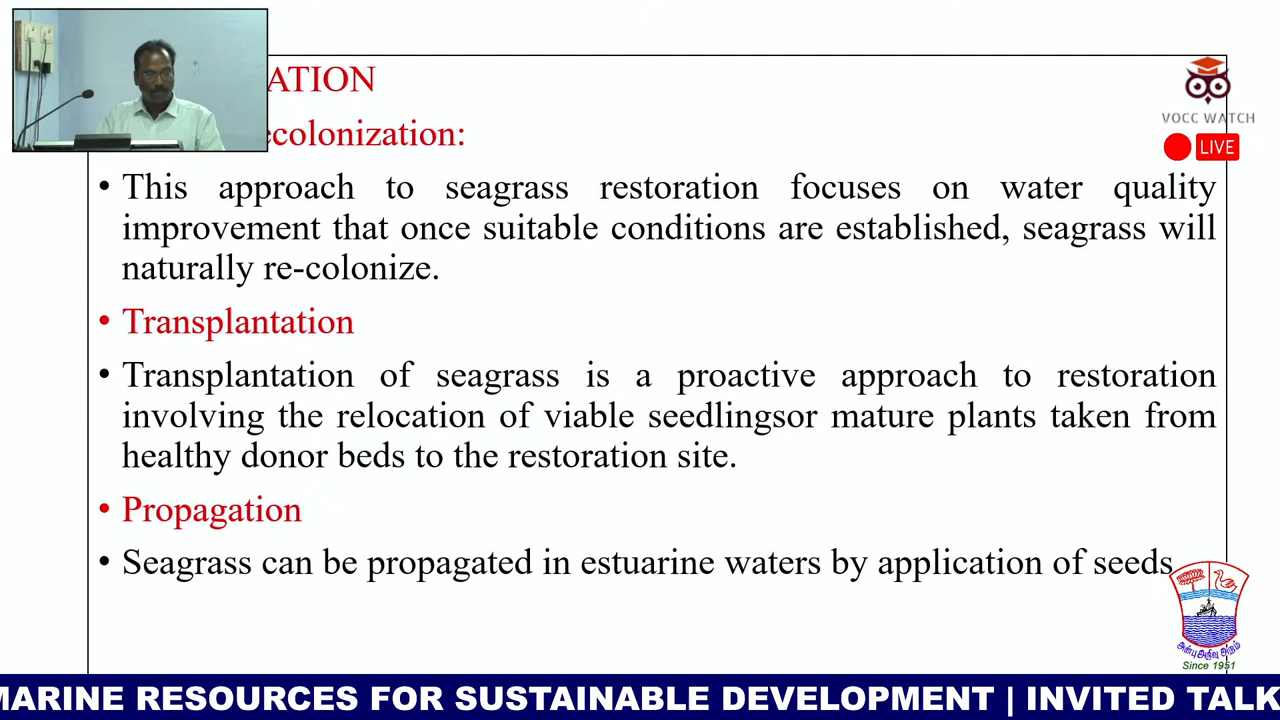 ATION
ecolonization:
VOCC WATCH
LIVE
• This approach to seagrass restoration focuses on water quality
improvement that once suitable conditions are established, seagrass will
naturally re-colonize.
• Transplantation
• Transplantation of seagrass is a proactive approach to restoration
involving the relocation of viable seedlingsor mature plants taken from
healthy donor beds to the restoration site.
• Propagation
• Seagrass can be propagated in estuarine waters by application of seeds
Since 1951
MARINE RESOURCES FOR SUSTAINABLE DEVELOPMENT | INVITED TALK